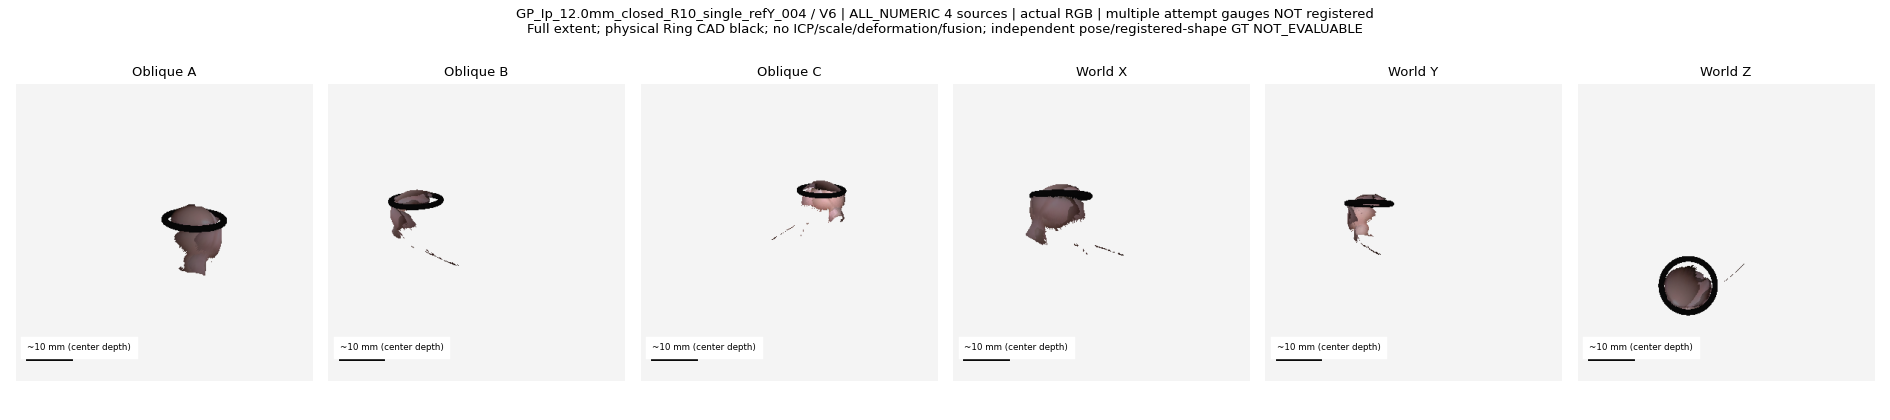 GP_Ip_12.0mm_closed_R10_single_refY_004 / V6 | ALL_NUMERIC 4 sources | actual RGB | multiple attempt gauges NOT registered
Full extent; physical Ring CAD black; no ICP/scale/deformation/fusion; independent pose/registered-shape GT NOT_EVALUABLE
Oblique A
Oblique B
Oblique C
World X
World Y
World Z
~10 mm (center depth)
~10 mm (center depth)
~10 mm (center depth)
~10 mm (center depth)
~10 mm (center depth)
~10 mm (center depth)